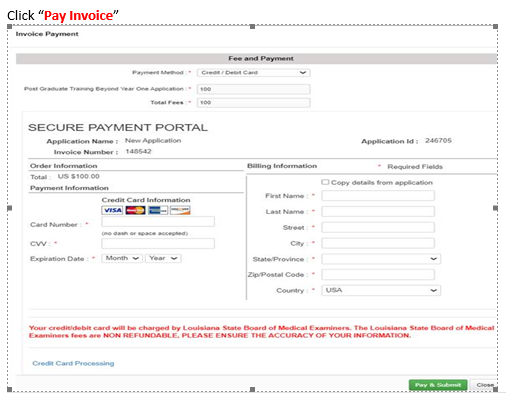 Click “Pay Invoice”
Invoice Payment
Fee and Payment
Payment Method : * Credit / Debit Card
Post Graduate Training Beyond Year One Application : * 100
Total Fees : * 100
SECURE PAYMENT PORTAL
Application Name : New Application Application Id : 246705
Invoice Number : 148542
Order Information Billing Information * Required Fields
Total : US $100.00
Copy details from application
Payment Information
Credit Card Information
First Name : *
VISA
Last Name : *
Card Number : *
Street : *
(no dash or space accepted)
CVV : * City : *
Expiration Date : * Month Year State/Province : *
Zip/Postal Code : *
Country : * USA
Your credit/debit card will be charged by Louisiana State Board of Medical Examiners. The Louisiana State Board of Medical
Examiners fees are NON REFUNDABLE, PLEASE ENSURE THE ACCURACY OF YOUR INFORMATION.
Credit Card Processing
Pay & Submit Close